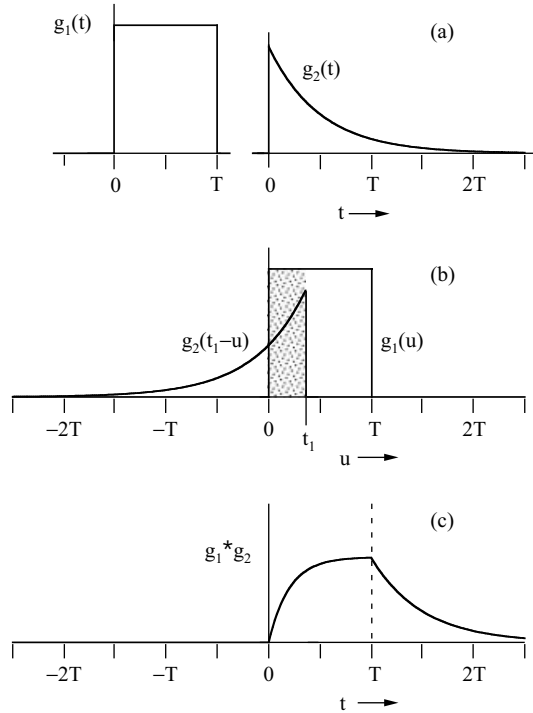 g1(t)
(a)
g2(t)
0 T 0 T 2T
t
(b)
g2(t1−u)
g1(u)
−2T −T 0 t1 T 2T
u
(c)
g1*g2
−2T −T 0 T 2T
t